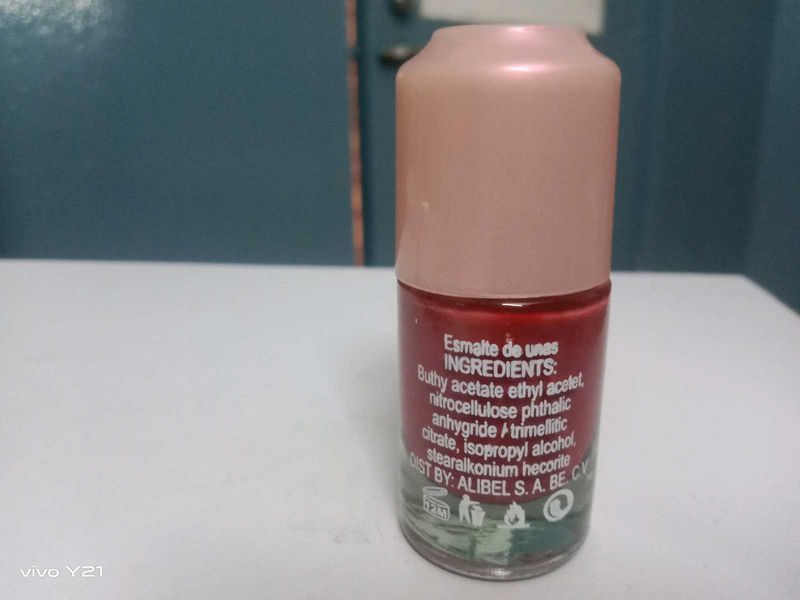 Esmalte de unas
INGREDIENTS:
Buthy acetate ethyl acetet,
nitrocellulose phthalic
anhygride / trimellitic
citrate, isopropyl alcohol,
stearalkonium hecorite
DIST BY: ALIBEL S. A. BE. C.V
12M
vivo Y21